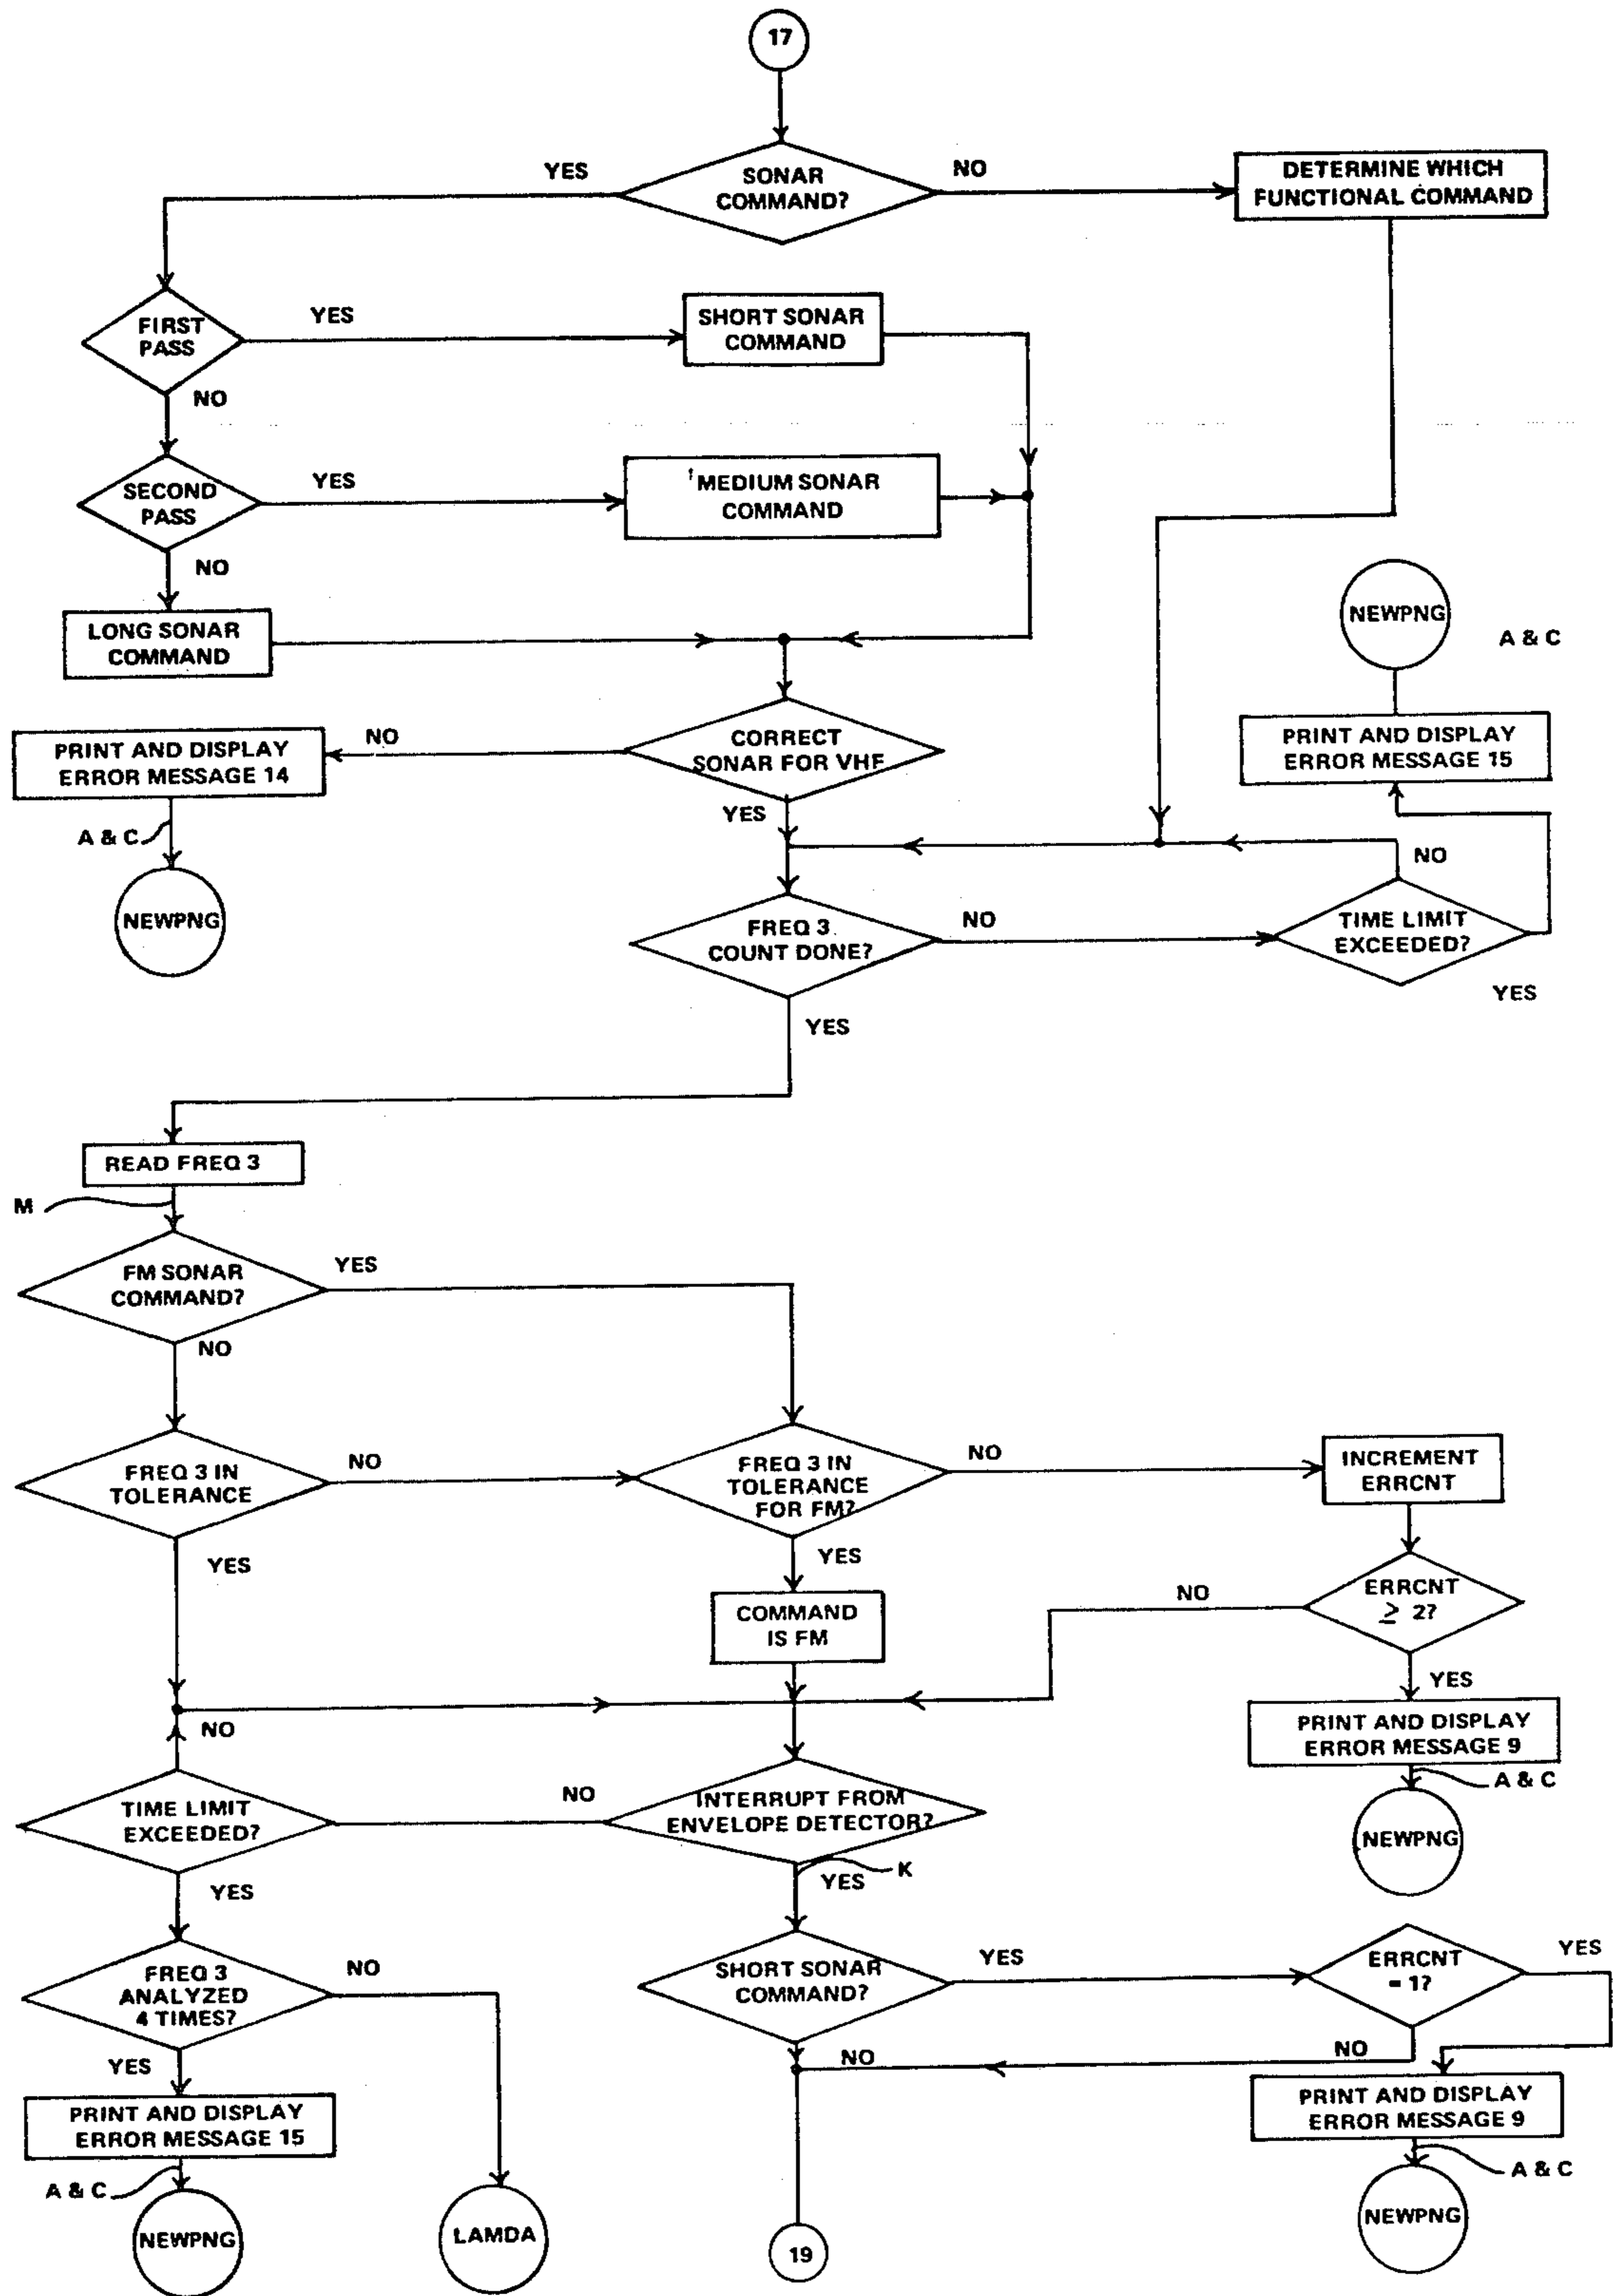 17
YES
SONAR
COMMAND?
NO
DETERMINE WHICH
FUNCTIONAL COMMAND
FIRST
PASS
YES
SHORT SONAR
COMMAND
NO
SECOND
PASS
YES
MEDIUM SONAR
COMMAND
NO
LONG SONAR
COMMAND
NEWPNG
A & C
PRINT AND DISPLAY
ERROR MESSAGE 14
NO
CORRECT
SONAR FOR VHF
PRINT AND DISPLAY
ERROR MESSAGE 15
YES
A & C
NO
NEWPNG
FREQ 3
COUNT DONE?
NO
TIME LIMIT
EXCEEDED?
YES
YES
READ FREQ 3
M
FM SONAR
COMMAND?
YES
NO
FREQ 3 IN
TOLERANCE
NO
FREQ 3 IN
TOLERANCE
FOR FM?
NO
INCREMENT
ERRCNT
YES
YES
COMMAND
IS FM
NO
ERRCNT
≥ 2?
YES
NO
PRINT AND DISPLAY
ERROR MESSAGE 9
A & C
NEWPNG
TIME LIMIT
EXCEEDED?
NO
INTERRUPT FROM
ENVELOPE DETECTOR?
YES
K
YES
FREQ 3
ANALYZED
4 TIMES?
NO
SHORT SONAR
COMMAND?
YES
ERRCNT
= 1?
YES
YES
NO
NO
PRINT AND DISPLAY
ERROR MESSAGE 15
PRINT AND DISPLAY
ERROR MESSAGE 9
A & C
A & C
NEWPNG
LAMDA
19
NEWPNG